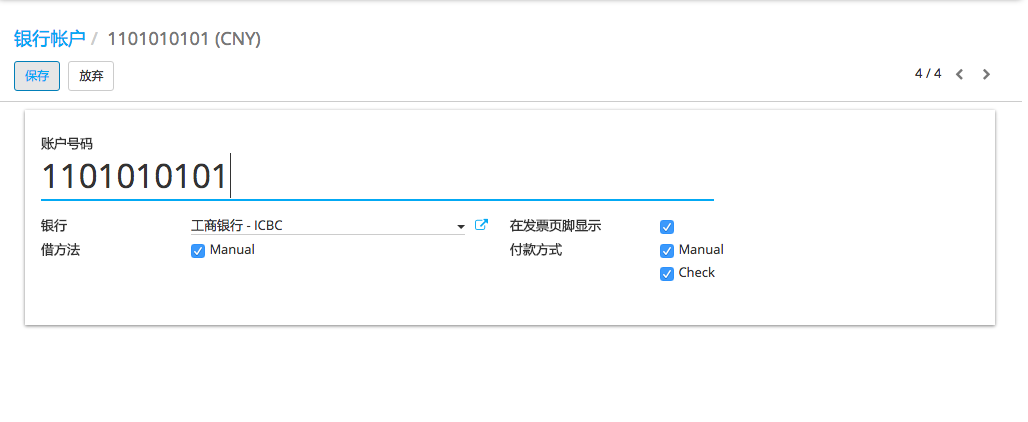 银行帐户 / 1101010101 (CNY)
保存 放弃 4 / 4
账户号码
1101010101
银行 工商银行 - ICBC 在发票页脚显示
借方法 Manual 付款方式 Manual
Check